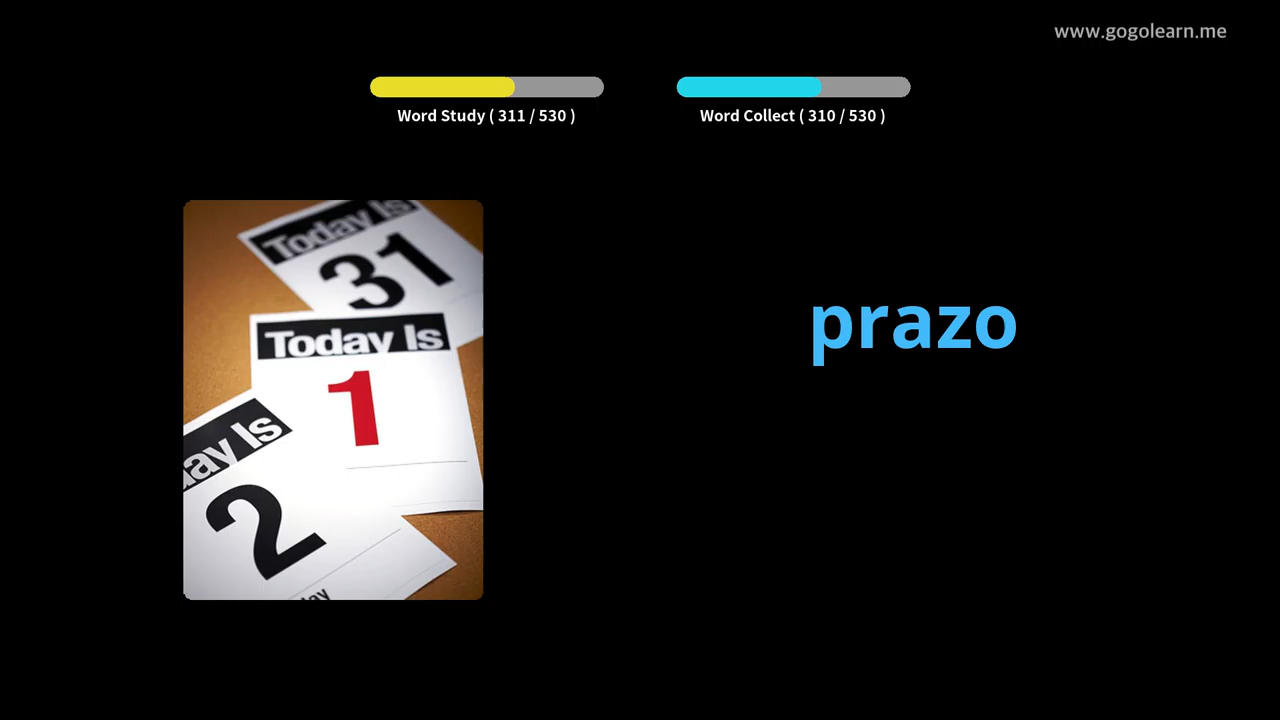 www.gogolearn.me
Word Study ( 311 / 530 )
Word Collect ( 310 / 530 )
Today Is
31
Today Is
1
day Is
2
prazo